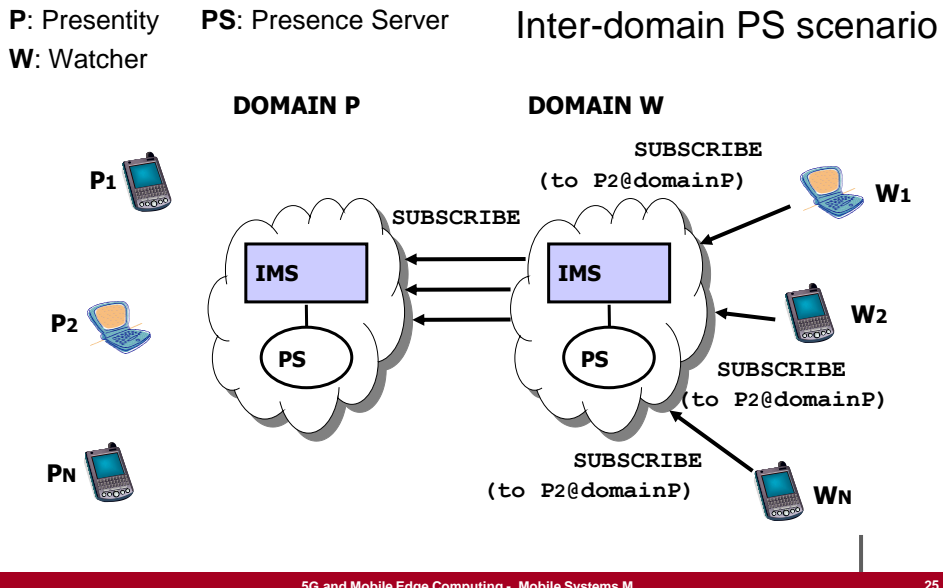 P: Presentity PS: Presence Server
Inter-domain PS scenario
W: Watcher
DOMAIN P
DOMAIN W
SUBSCRIBE
(to P2@domainP)
P1
W1
SUBSCRIBE
IMS
IMS
P2
W2
PS
PS
SUBSCRIBE
(to P2@domainP)
PN
SUBSCRIBE
(to P2@domainP)
WN
5G and Mobile Edge Computing - Mobile Systems M
25